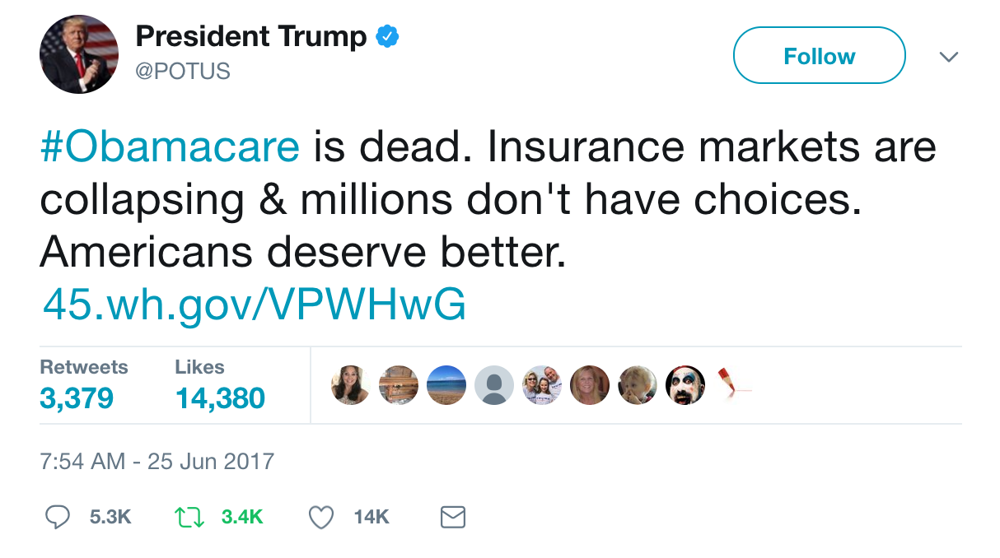 President Trump
@POTUS
Follow
#Obamacare is dead. Insurance markets are
collapsing & millions don't have choices.
Americans deserve better.
45.wh.gov/VPWHwG
Retweets Likes
3,379 14,380
7:54 AM - 25 Jun 2017
5.3K 3.4K 14K